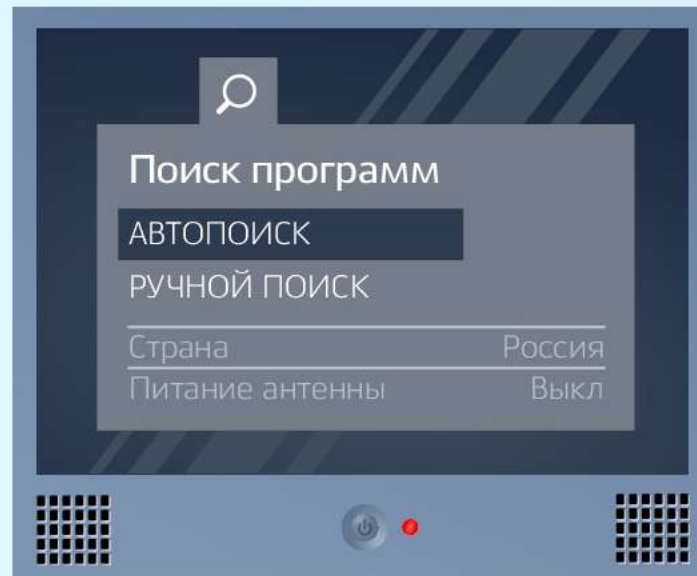 Поиск программ
АВТОПОИСК
РУЧНОЙ ПОИСК
Страна Россия
Питание антенны Выкл